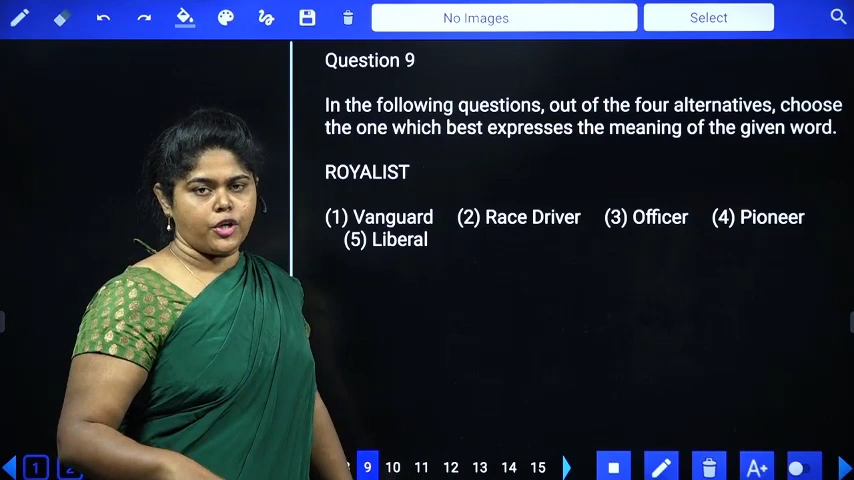 No Images
Select
Question 9
In the following questions, out of the four alternatives, choose
the one which best expresses the meaning of the given word.
ROYALIST
(1) Vanguard (2) Race Driver (3) Officer (4) Pioneer
(5) Liberal
1 2 9 10 11 12 13 14 15 A+